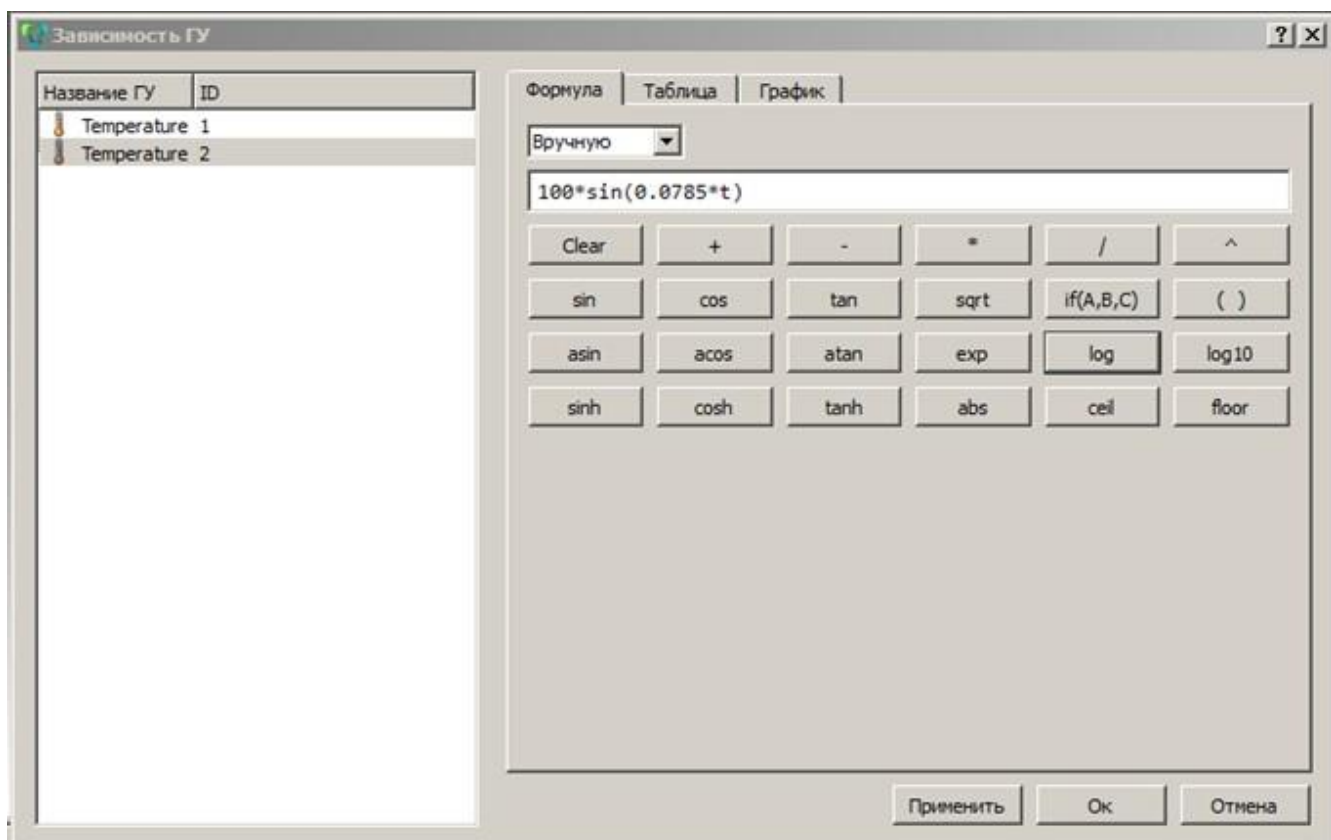 Зависимость ГУ
? X
Название ГУ ID
Temperature 1
Temperature 2
Формула Таблица График
Вручную
100*sin(0.0785*t)
Clear + - * / ^
sin cos tan sqrt if(A,B,C) ( )
asin acos atan exp log log10
sinh cosh tanh abs ceil floor
Применить Ок Отмена